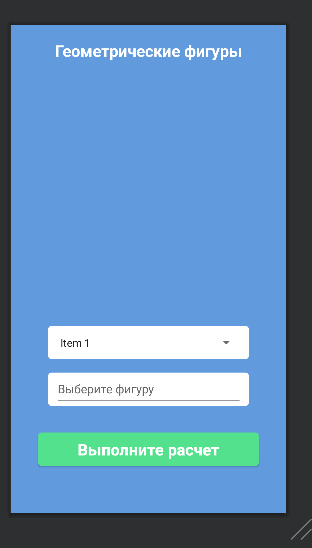 Геометрические фигуры
Item 1
Выберите фигуру
Выполните расчет